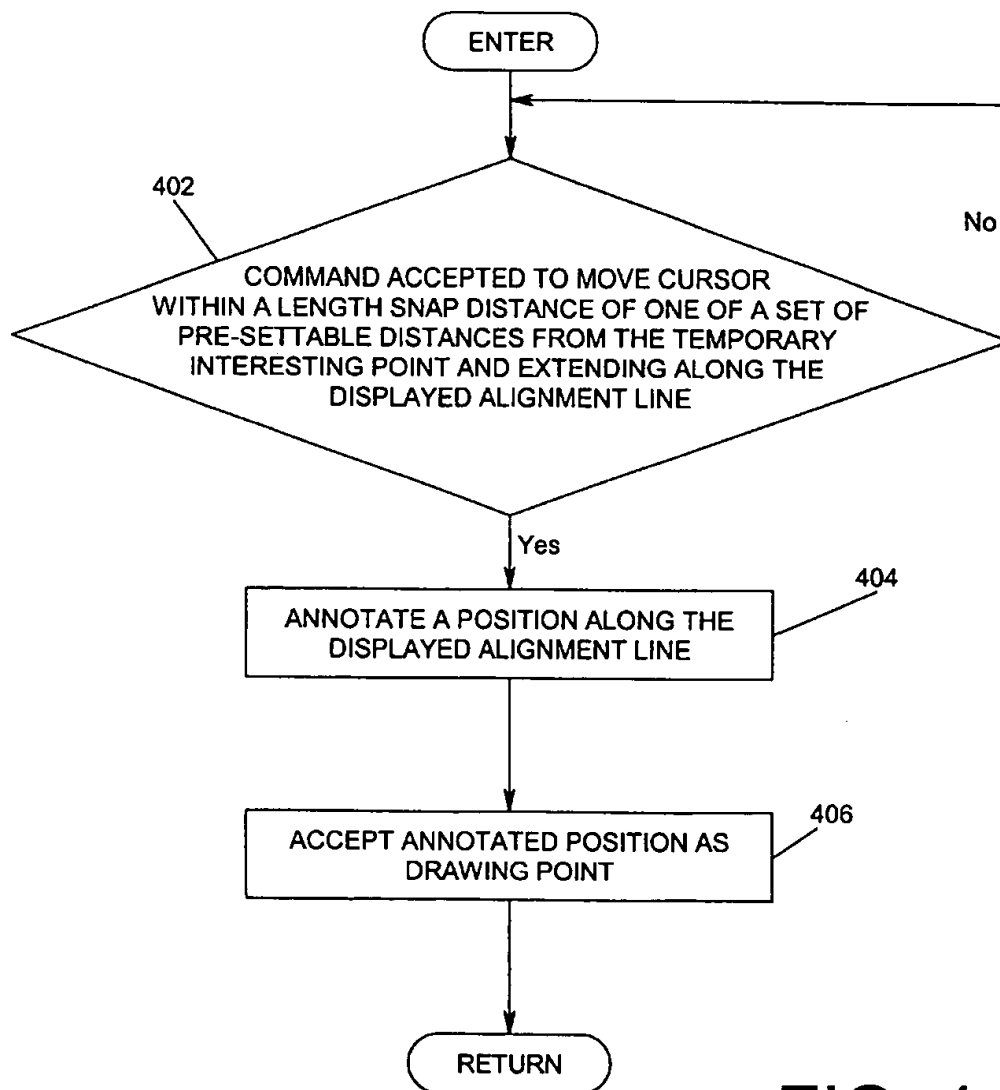 ENTER
402
No
COMMAND ACCEPTED TO MOVE CURSOR
WITHIN A LENGTH SNAP DISTANCE OF ONE OF A SET OF
PRE-SETTABLE DISTANCES FROM THE TEMPORARY
INTERESTING POINT AND EXTENDING ALONG THE
DISPLAYED ALIGNMENT LINE
Yes
404
ANNOTATE A POSITION ALONG THE
DISPLAYED ALIGNMENT LINE
406
ACCEPT ANNOTATED POSITION AS
DRAWING POINT
RETURN